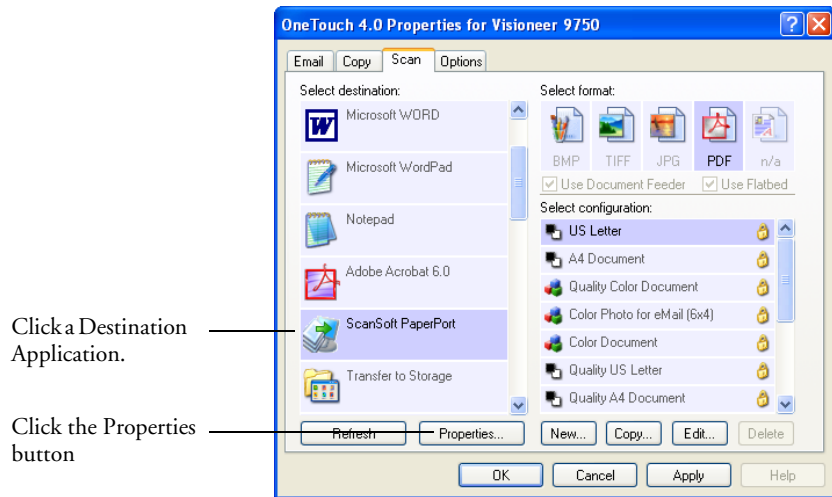 OneTouch 4.0 Properties for Visioneer 9750
Email Copy Scan Options
Select destination:
Microsoft WORD
Microsoft WordPad
Notepad
Adobe Acrobat 6.0
ScanSoft PaperPort
Transfer to Storage
Refresh Properties...
Select format:
BMP TIFF JPG PDF n/a
Use Document Feeder Use Flatbed
Select configuration:
US Letter
A4 Document
Quality Color Document
Color Photo for eMail (6x4)
Color Document
Quality US Letter
Quality A4 Document
New... Copy... Edit... Delete
OK Cancel Apply Help
Click a Destination
Application.
Click the Properties
button